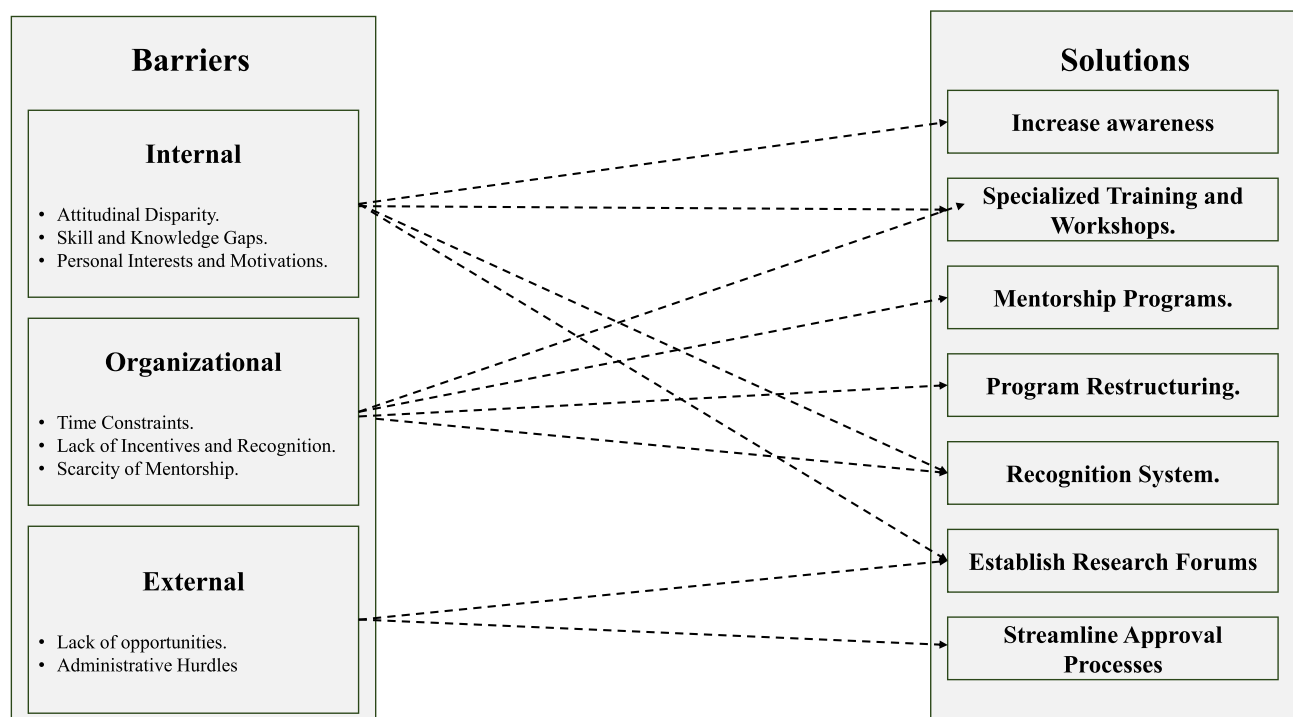 Barriers
Internal
• Attitudinal Disparity.
• Skill and Knowledge Gaps.
• Personal Interests and Motivations.
Organizational
• Time Constraints.
• Lack of Incentives and Recognition.
• Scarcity of Mentorship.
External
• Lack of opportunities.
• Administrative Hurdles
Solutions
Increase awareness
Specialized Training and
Workshops.
Mentorship Programs.
Program Restructuring.
Recognition System.
Establish Research Forums
Streamline Approval
Processes